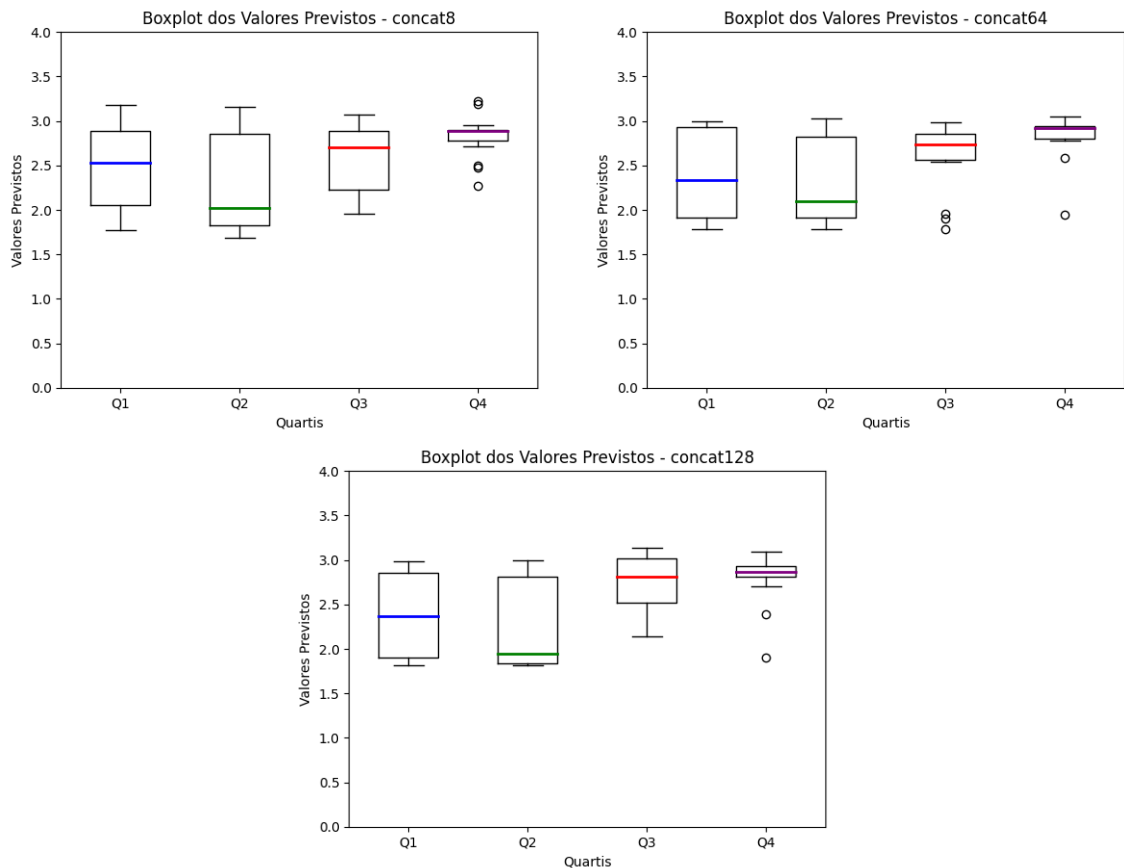 Boxplot dos Valores Previstos - concat8
Valores Previstos
4.0
3.5
3.0
2.5
2.0
1.5
1.0
0.5
0.0
Q1 Q2 Q3 Q4
Quartis
Boxplot dos Valores Previstos - concat64
Valores Previstos
4.0
3.5
3.0
2.5
2.0
1.5
1.0
0.5
0.0
Q1 Q2 Q3 Q4
Quartis
Boxplot dos Valores Previstos - concat128
Valores Previstos
4.0
3.5
3.0
2.5
2.0
1.5
1.0
0.5
0.0
Q1 Q2 Q3 Q4
Quartis